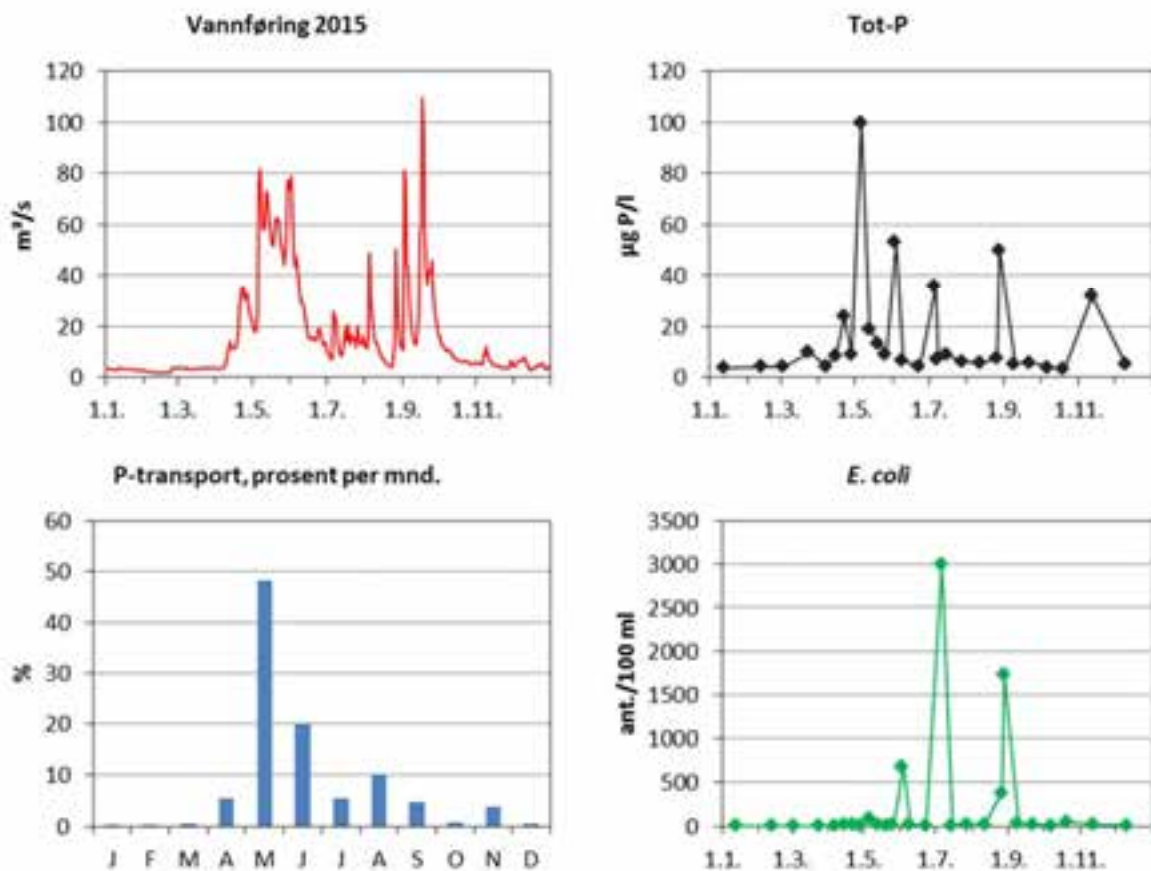 Vannføring 2015
m³/s
120
100
80
60
40
20
0
1.1. 1.3. 1.5. 1.7. 1.9. 1.11.
Tot-P
µg P/l
120
100
80
60
40
20
0
1.1. 1.3. 1.5. 1.7. 1.9. 1.11.
P-transport, prosent per mnd.
%
60
50
40
30
20
10
0
J F M A M J J A S O N D
E. coli
ant./100 ml
3500
3000
2500
2000
1500
1000
500
0
1.1. 1.3. 1.5. 1.7. 1.9. 1.11.